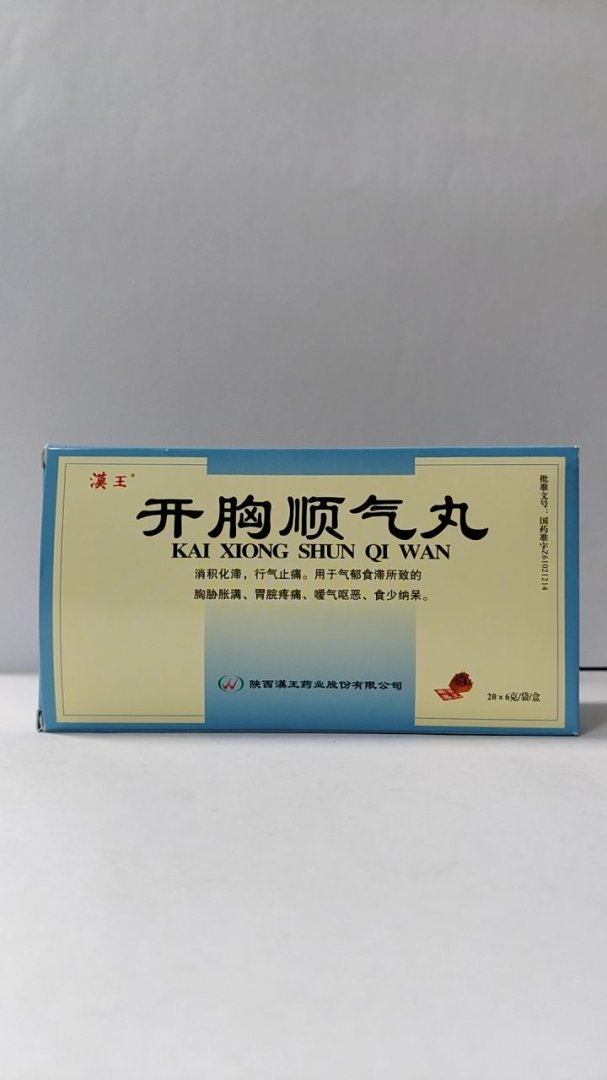 漢王®
开胸顺气丸
KAI XIONG SHUN QI WAN
消积化滞，行气止痛。用于气郁食滞所致的
胸胁胀满、胃脘疼痛、嗳气呕恶、食少纳呆。
批准文号：国药准字Z61021214
陕西漢王药业股份有限公司
20×6克/袋/盒